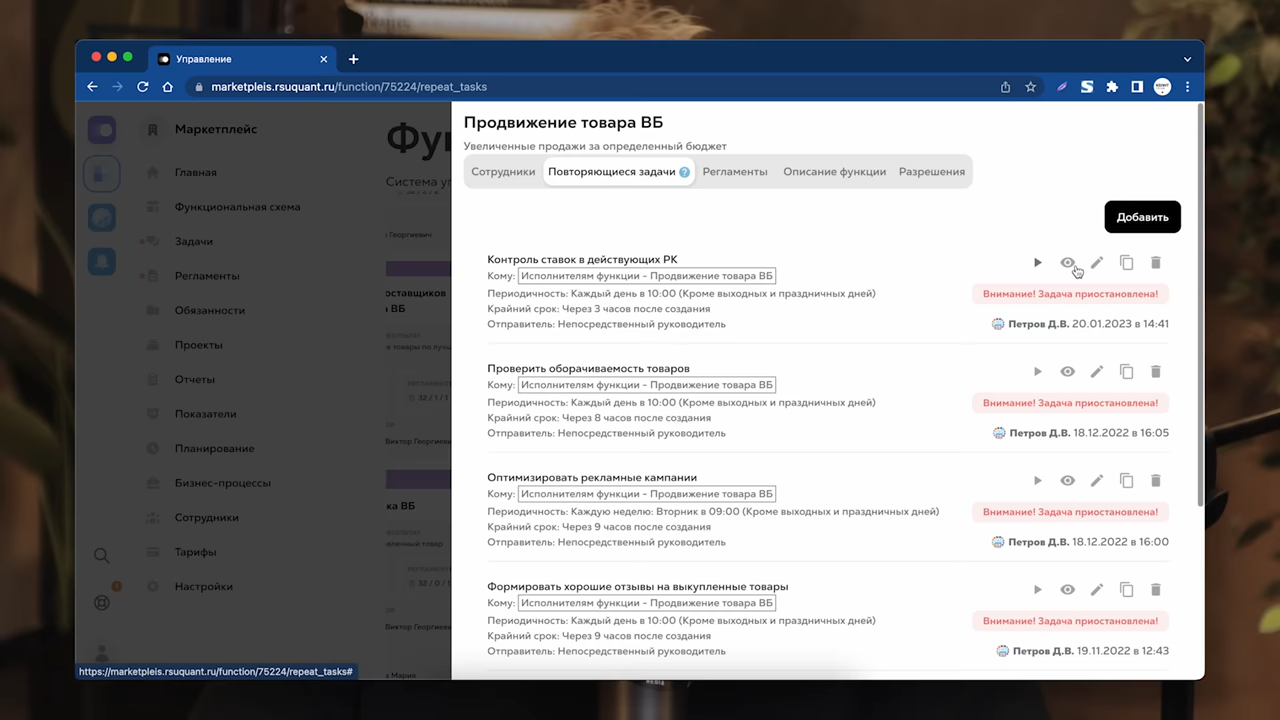 Управление
marketpleis.rsuquant.ru/function/75224/repeat_tasks
Маркетплейс
Главная
Функциональная схема
Задачи
Регламенты
Обязанности
Проекты
Отчеты
Показатели
Планирование
Бизнес-процессы
Сотрудники
Тарифы
Настройки
Продвижение товара ВБ
Увеличенные продажи за определенный бюджет
Сотрудники Повторяющиеся задачи ? Регламенты Описание функции Разрешения
Добавить
Контроль ставок в действующих РК
Кому: Исполнителям функции - Продвижение товара ВБ
Периодичность: Каждый день в 10:00 (Кроме выходных и праздничных дней)
Внимание! Задача приостановлена!
Крайний срок: Через 3 часов после создания
Отправитель: Непосредственный руководитель
Петров Д.В. 20.01.2023 в 14:41
Проверить оборачиваемость товаров
Кому: Исполнителям функции - Продвижение товара ВБ
Периодичность: Каждый день в 10:00 (Кроме выходных и праздничных дней)
Внимание! Задача приостановлена!
Крайний срок: Через 8 часов после создания
Отправитель: Непосредственный руководитель
Петров Д.В. 18.12.2022 в 16:05
Оптимизировать рекламные кампании
Кому: Исполнителям функции - Продвижение товара ВБ
Периодичность: Каждую неделю: Вторник в 09:00 (Кроме выходных и праздничных дней)
Внимание! Задача приостановлена!
Крайний срок: Через 9 часов после создания
Отправитель: Непосредственный руководитель
Петров Д.В. 18.12.2022 в 16:00
Формировать хорошие отзывы на выкупленные товары
Кому: Исполнителям функции - Продвижение товара ВБ
Периодичность: Каждый день в 10:00 (Кроме выходных и праздничных дней)
Внимание! Задача приостановлена!
Крайний срок: Через 9 часов после создания
Отправитель: Непосредственный руководитель
Петров Д.В. 19.11.2022 в 12:43
https://marketpleis.rsuquant.ru/function/75224/repeat_tasks#